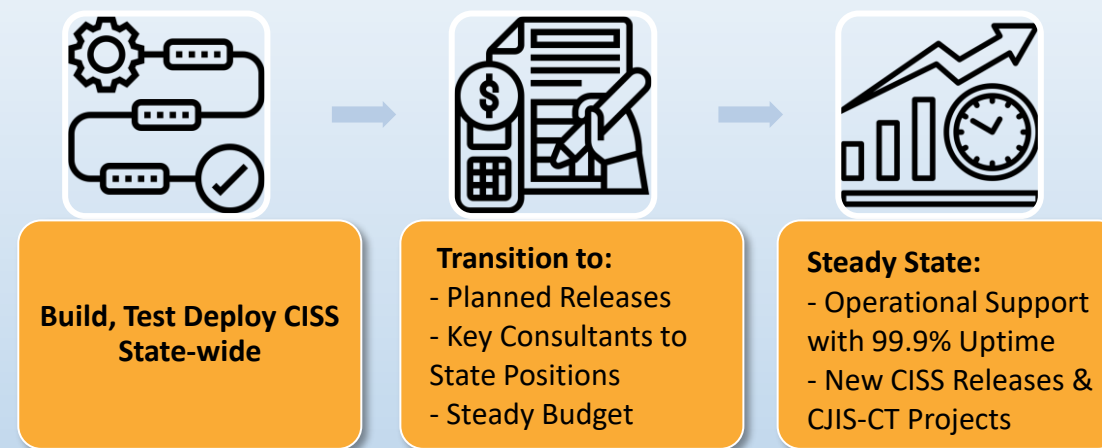 Build, Test Deploy CISS
State-wide
Transition to:
- Planned Releases
- Key Consultants to
State Positions
- Steady Budget
Steady State:
- Operational Support
with 99.9% Uptime
- New CISS Releases &
CJIS-CT Projects
$